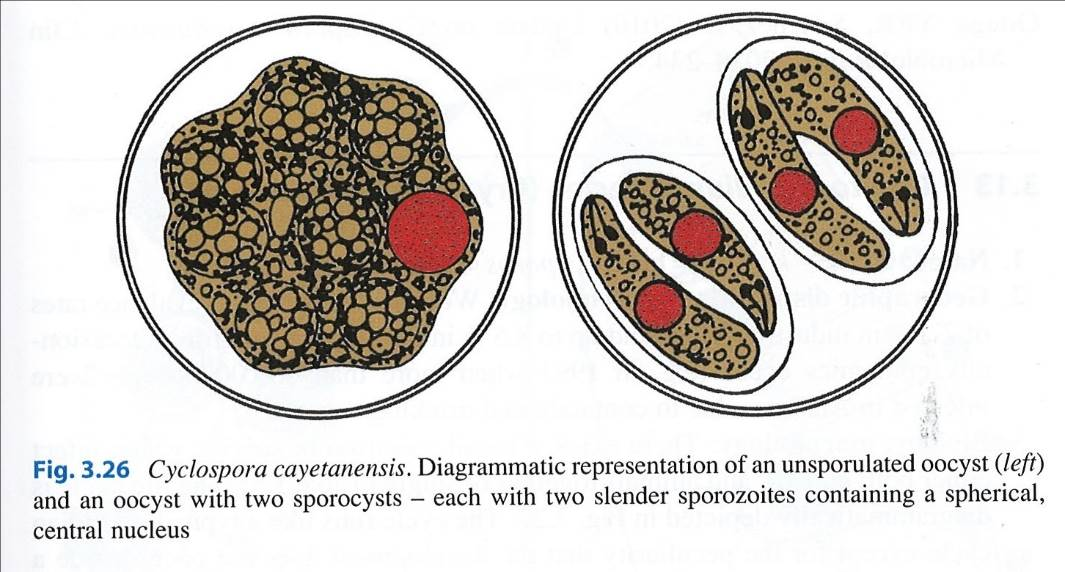 Fig. 3.26 Cyclospora cayetanensis. Diagrammatic representation of an unsporulated oocyst (left)
and an oocyst with two sporocysts – each with two slender sporozoites containing a spherical,
central nucleus